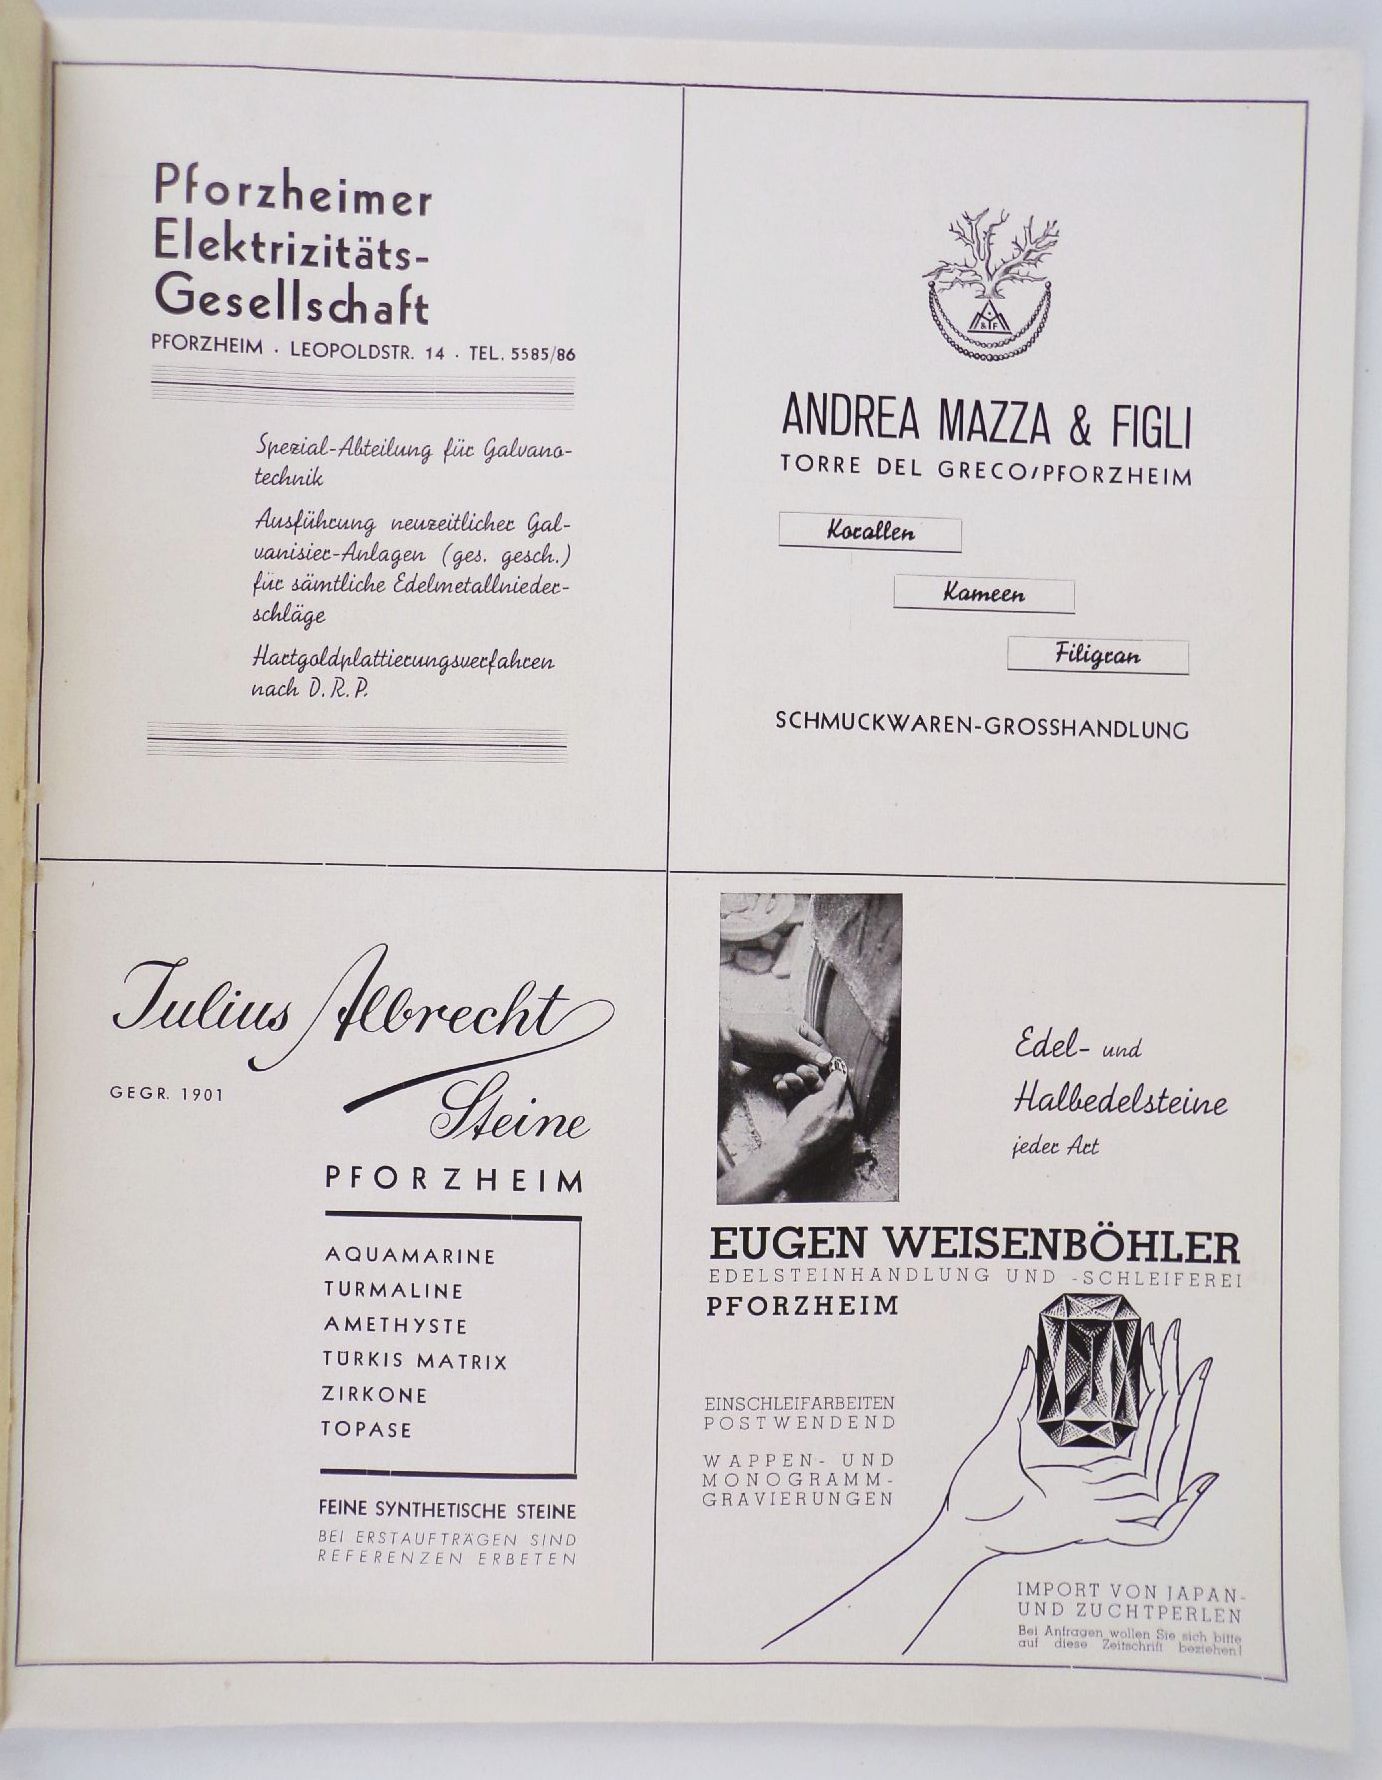 Pforzheimer
Elektrizitäts-
Gesellschaft
PFORZHEIM · LEOPOLDSTR. 14 · TEL. 5585/86
Spezial-Abteilung für Galvano-
technik
Ausführung neuzeitlicher Gal-
vanisier-Anlagen (ges. gesch.)
für sämtliche Edelmetallnieder-
schläge
Hartgoldplattierungsverfahren
nach D.R.P.
A
M & F
ANDREA MAZZA & FIGLI
TORRE DEL GRECO/PFORZHEIM
Korallen
Kameen
Filigran
SCHMUCKWAREN-GROSSHANDLUNG
Julius Albrecht
GEGR. 1901
Steine
PFORZHEIM
AQUAMARINE
TURMALINE
AMETHYSTE
TÜRKIS MATRIX
ZIRKONE
TOPASE
FEINE SYNTHETISCHE STEINE
BEI ERSTAUFTRÄGEN SIND
REFERENZEN ERBETEN
Edel- und
Halbedelsteine
jeder Art
EUGEN WEISENBÖHLER
EDELSTEINHANDLUNG UND -SCHLEIFEREI
PFORZHEIM
EINSCHLEIFARBEITEN
POSTWENDEND
WAPPEN- UND
MONOGRAMM-
GRAVIERUNGEN
IMPORT VON JAPAN-
UND ZUCHTPERLEN
Bei Anfragen wollen Sie sich bitte
auf diese Zeitschrift beziehen!